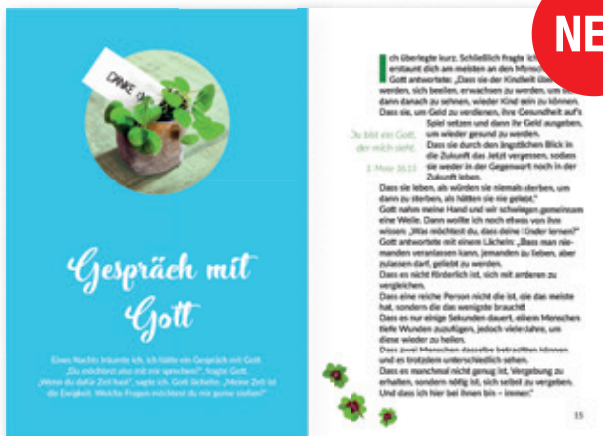 NE
DANKE
Gespräch mit
Gott
Eines Nachts träumte ich, ich hätte ein Gespräch mit Gott.
„Du möchtest also mit mir sprechen?", fragte Gott.
„Wenn du dafür Zeit hast", sagte ich. Gott lächelte: „Meine Zeit ist
die Ewigkeit. Welche Fragen möchtest du mir gerne stellen?"
Ich überlegte kurz. Schließlich fragte ich
erstaunt dich am meisten an den
Gott antwortete: „Dass sie der Kindheit
werden, sich beeilen, erwachsen zu werden, um
dann danach zu sehnen, wieder Kind sein zu können.
Dass sie, um Geld zu verdienen, ihre Gesundheit auf's
Spiel setzen und dann ihr Geld ausgeben,
um wieder gesund zu werden.
Dass sie durch den ängstlichen Blick in
die Zukunft das Jetzt vergessen, sodass
sie weder in der Gegenwart noch in der
Zukunft leben.
Du bist ein Gott,
der mich sieht.
1. Mose 16,13
Dass sie leben, als würden sie niemals sterben, um
dann zu sterben, als hätten sie nie gelebt."
Gott nahm meine Hand und wir schwiegen gemeinsam
eine Weile. Dann wollte ich noch etwas von ihm
wissen: „Was möchtest du, dass deine Kinder lernen?"
Gott antwortete mit einem Lächeln: „Dass man nie-
manden veranlassen kann, jemanden zu lieben, aber
zulassen darf, geliebt zu werden.
Dass es nicht förderlich ist, sich mit anderen zu
vergleichen.
Dass eine reiche Person nicht die ist, die das meiste
hat, sondern die das wenigste braucht!
Dass es nur einige Sekunden dauert, einem Menschen
tiefe Wunden zuzufügen, jedoch viele Jahre, um
diese wieder zu heilen.
Dass zwei Menschen dasselbe betrachten können
und es trotzdem unterschiedlich sehen.
Dass es manchmal nicht genug ist, Vergebung zu
erhalten, sondern nötig ist, sich selbst zu vergeben.
Und dass ich hier bei ihnen bin – immer."
15